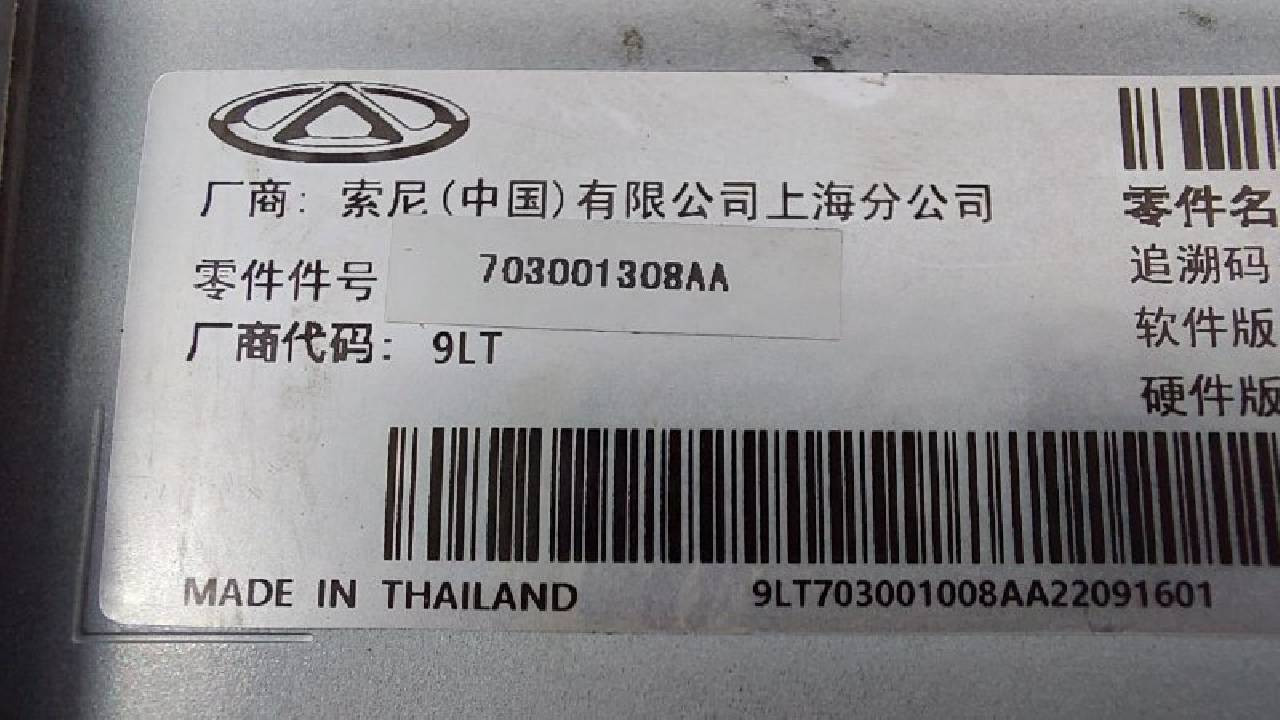 厂商: 索尼(中国)有限公司上海分公司
零件件号 703001308AA
厂商代码: 9LT
零件名
追溯码
软件版
硬件版
MADE IN THAILAND
9LT703001008AA22091601